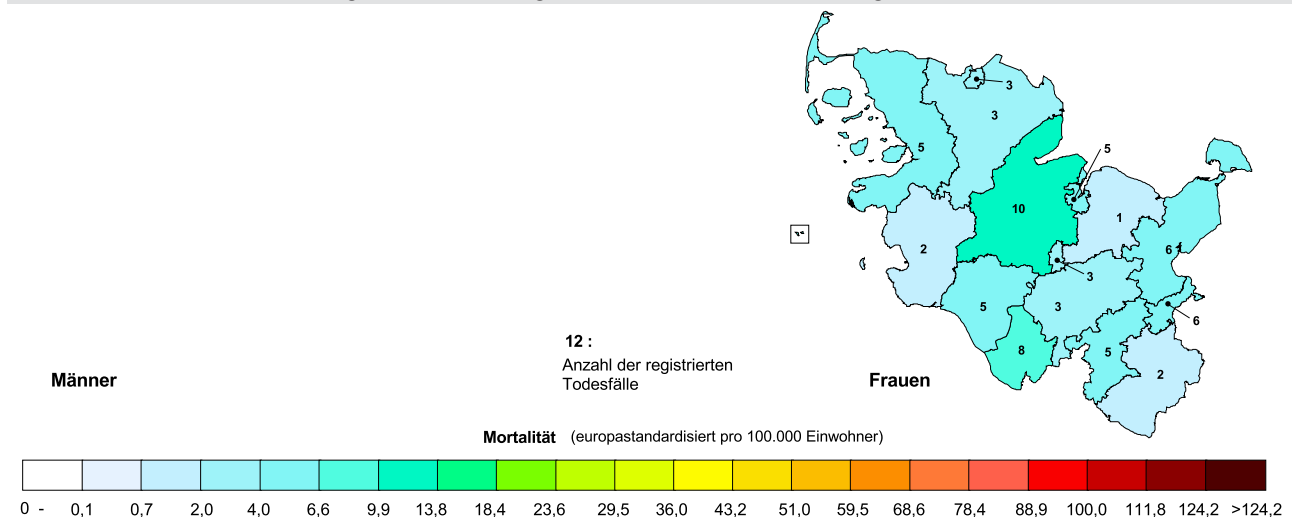 3
3
5
5
10
1
2
6
3
5
3
6
8
5
2
12 :
Anzahl der registrierten
Todesfälle
Männer
Frauen
Mortalität (europastandardisiert pro 100.000 Einwohner)
0 - 0,1 0,7 2,0 4,0 6,6 9,9 13,8 18,4 23,6 29,5 36,0 43,2 51,0 59,5 68,6 78,4 88,9 100,0 111,8 124,2 >124,2